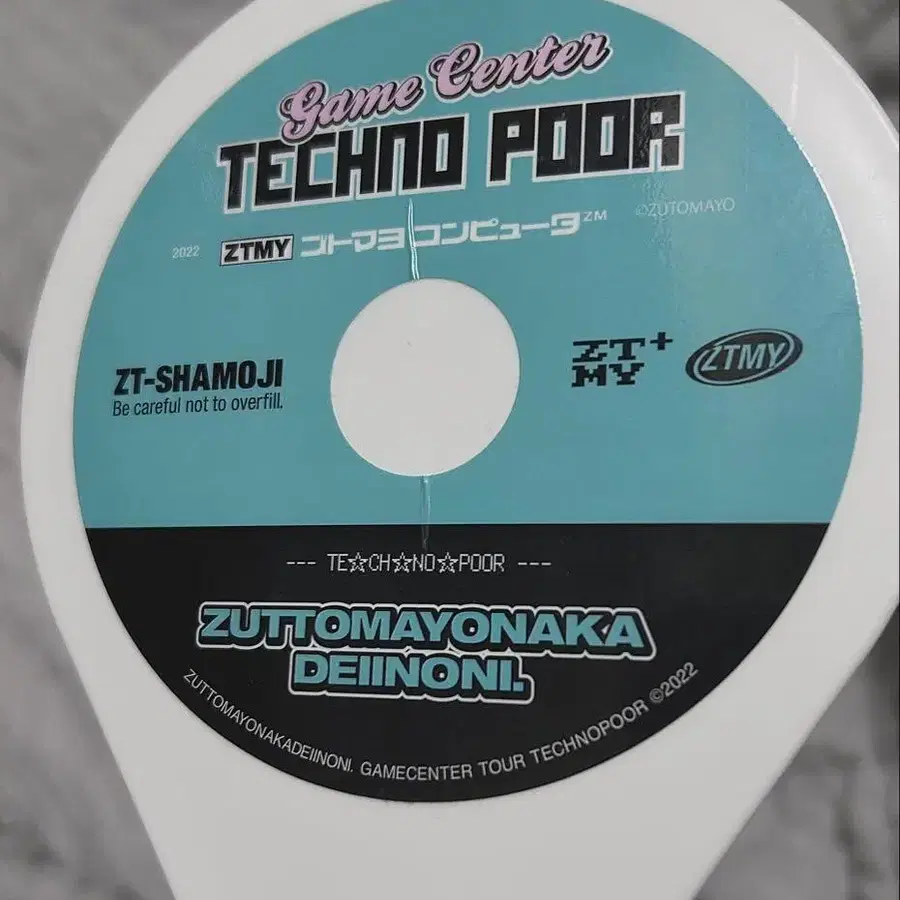 Game Center
TECHNO POOR
©ZUTOMAYO
2022 ZTMY ズトマヨコンピュータZM
ZT-SHAMOJI
Be careful not to overfill.
ZT+
MY
ZTMY
--- TE☆CH☆NO☆POOR ---
ZUTTOMAYONAKA
DEIINONI.
ZUTTOMAYONAKADEIINONI. GAMECENTER TOUR TECHNOPOOR ©2022